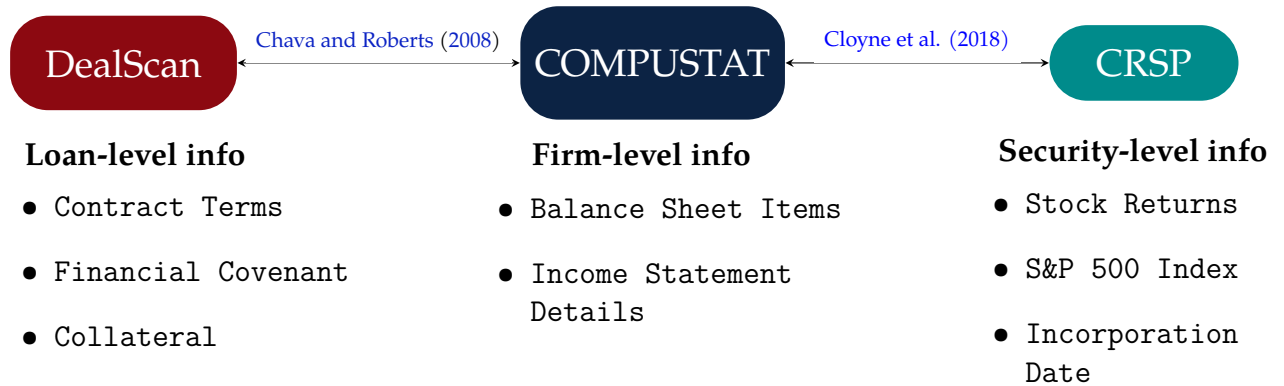 DealScan
Chava and Roberts (2008)
COMPUSTAT
Cloyne et al. (2018)
CRSP
Loan-level info
• Contract Terms
• Financial Covenant
• Collateral
Firm-level info
• Balance Sheet Items
• Income Statement
Details
Security-level info
• Stock Returns
• S&P 500 Index
• Incorporation
Date